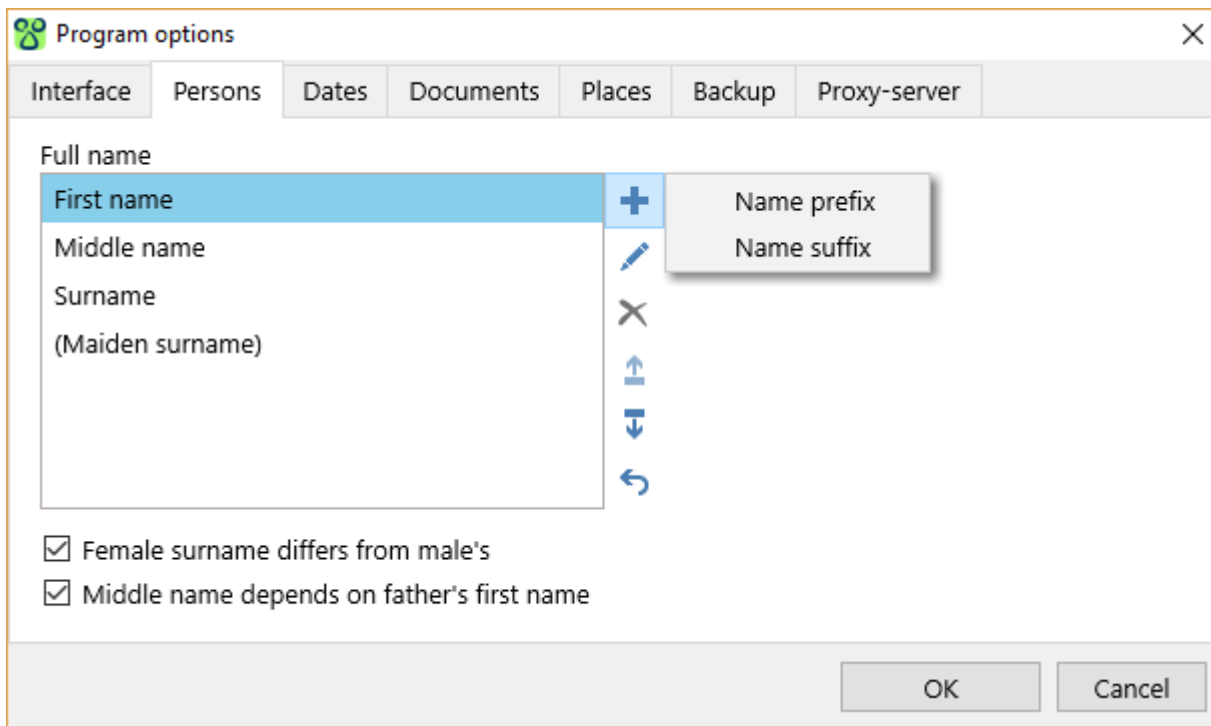 Program options
Interface Persons Dates Documents Places Backup Proxy-server
Full name
First name
Name prefix
Middle name
Name suffix
Surname
(Maiden surname)
Female surname differs from male's
Middle name depends on father's first name
OK Cancel